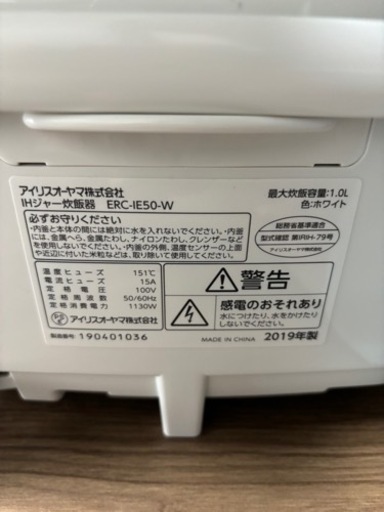 アイリスオーヤマ株式会社
IHジャー炊飯器 ERC-IE50-W
最大炊飯容量:1.0L
色:ホワイト
必ずお守りください
・内釜と本体の間には絶対に水を入れないでください。・内釜
には、金属へら、金属たわし、ナイロンたわし、クレンザーなど
を使用しないでください。・内釜の外側、温度センサーの上面
や近辺に付いた米粒などは、取り除いて使用してください。
総務省基準適合
型式確認 第IRIH-79号
アイリスオーヤマ株式会社
温度ヒューズ 151℃
電流ヒューズ 15A
定格電圧 100V
定格周波数 50/60Hz
定格消費電力 1130W
アイリスオーヤマ株式会社
製造番号 190401036
警告
感電のおそれあり
水につけたり、水をかけたり
しないでください。
MADE IN CHINA 2019年製